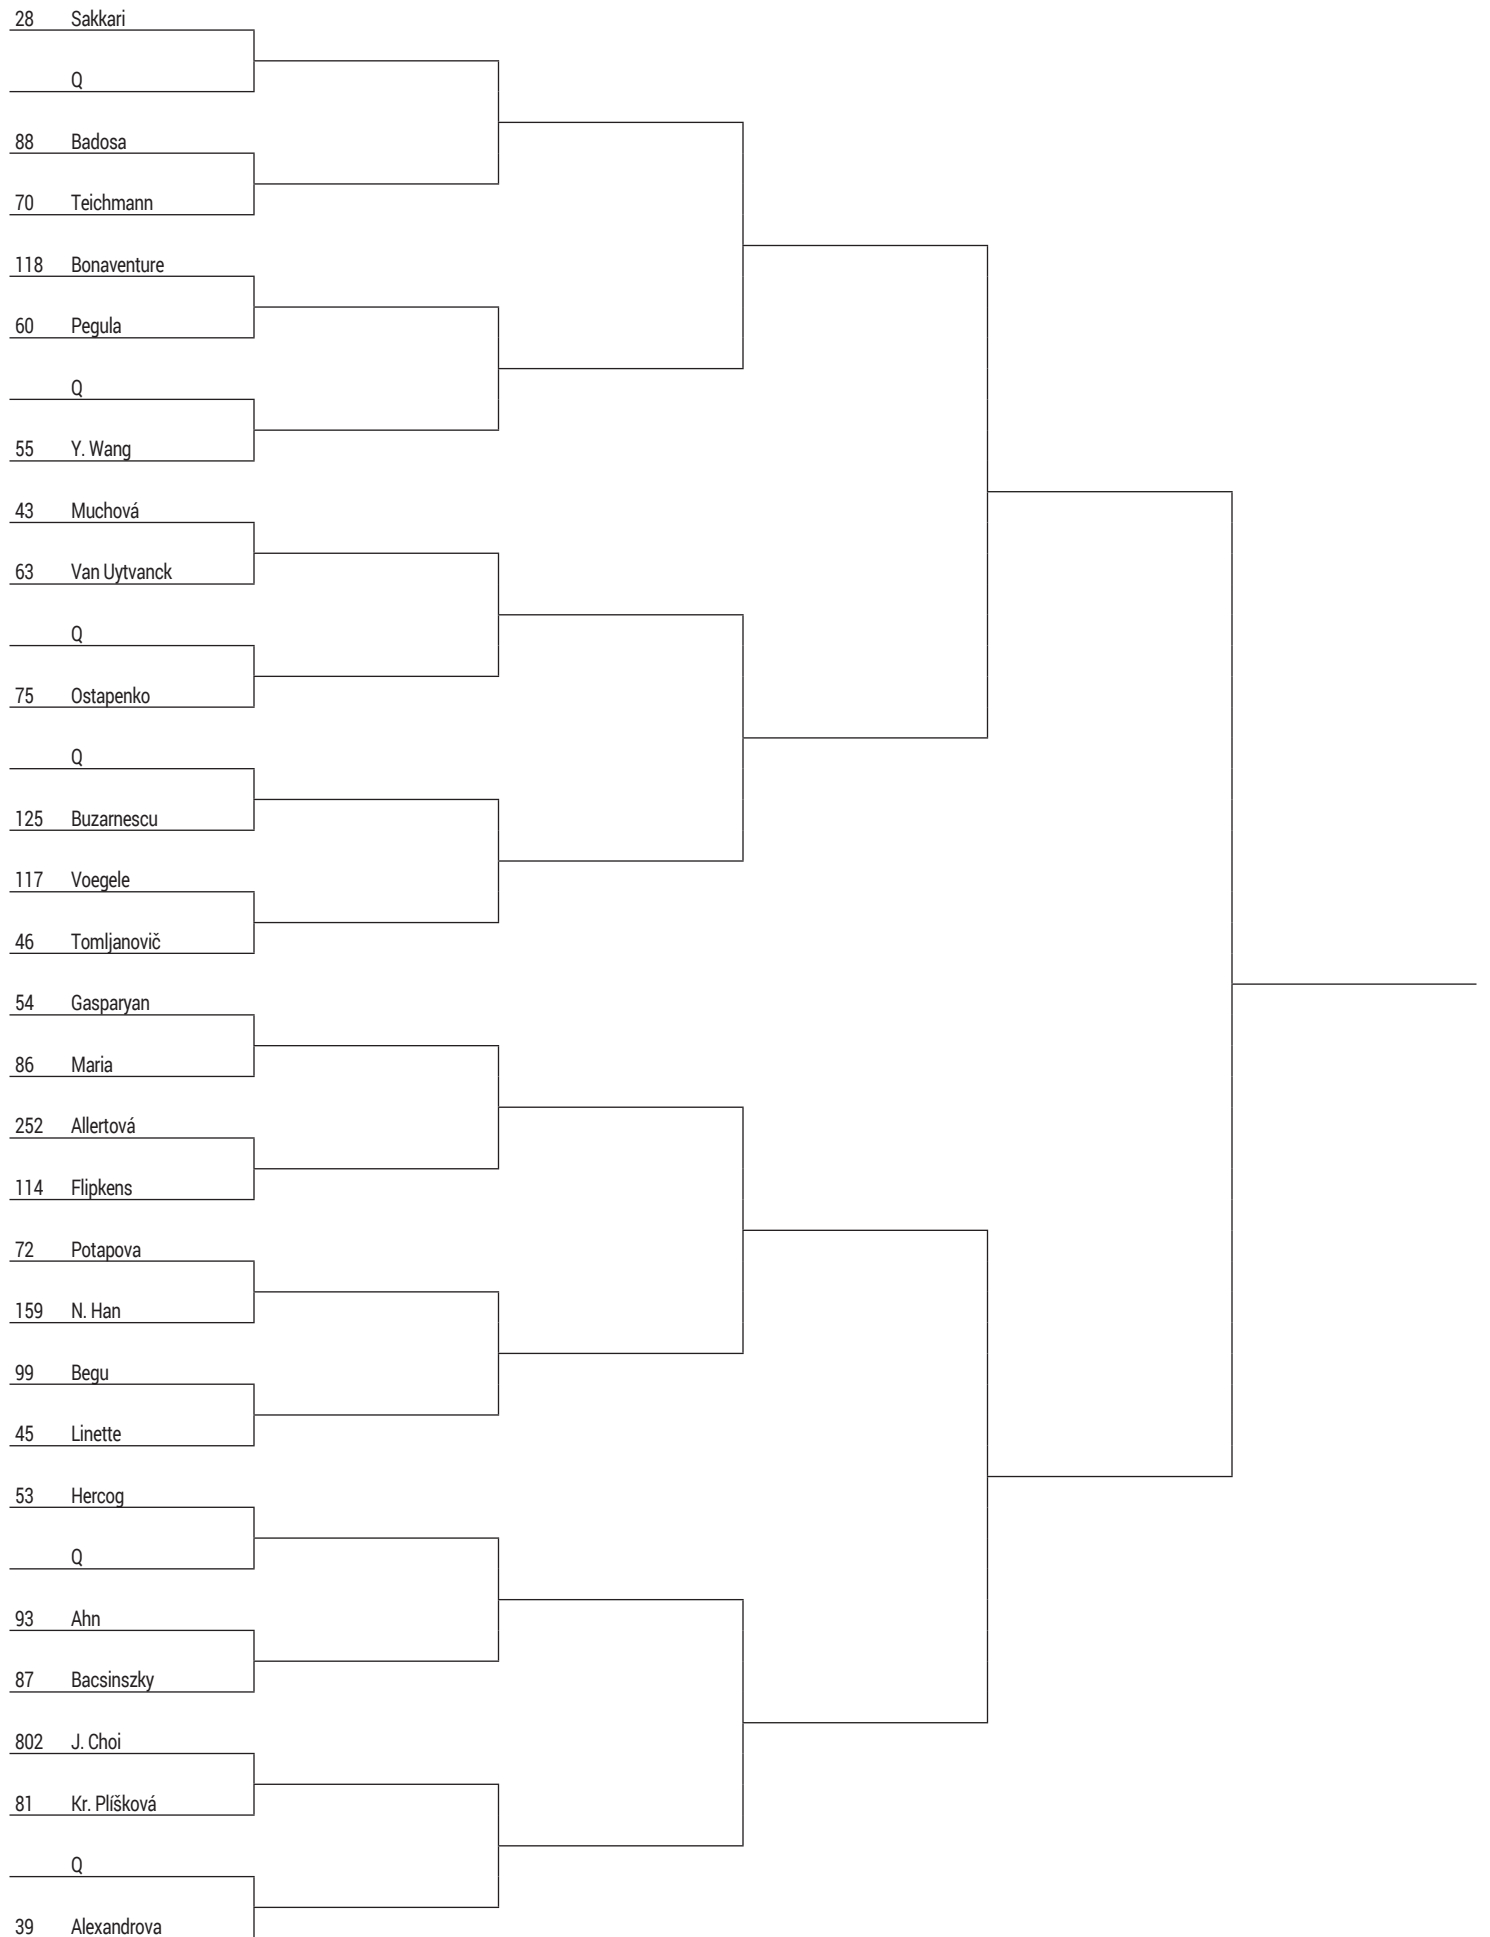 28 Sakkari
Q
88 Badosa
70 Teichmann
118 Bonaventure
60 Pegula
Q
55 Y. Wang
43 Muchová
63 Van Uytvanck
Q
75 Ostapenko
Q
125 Buzarnescu
117 Voegele
46 Tomljanovič
54 Gasparyan
86 Maria
252 Allertová
114 Flipkens
72 Potapova
159 N. Han
99 Begu
45 Linette
53 Hercog
Q
93 Ahn
87 Bacsinszky
802 J. Choi
81 Kr. Plíšková
Q
39 Alexandrova